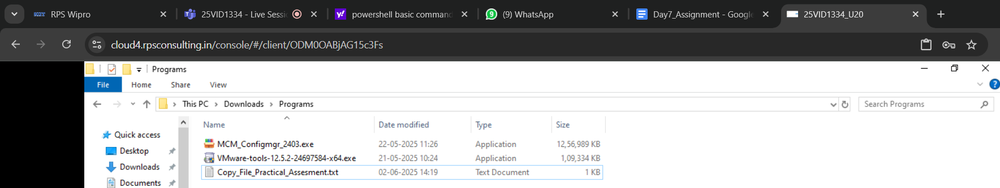 RPS Wipro
25VID1334 - Live Sessi
powershell basic command
(9) WhatsApp
Day7_Assignment - Google
25VID1334_U20
cloud4.rpsconsulting.in/console/#/client/ODM0OABjAG15c3Fs
Programs
File Home Share View
This PC > Downloads > Programs
Search Programs
Name Date modified Type Size
Quick access
Desktop
Downloads
Documents
MCM_Configmgr_2403.exe 22-05-2025 11:26 Application 12,56,989 KB
VMware-tools-12.5.2-24697584-x64.exe 21-05-2025 10:24 Application 1,09,334 KB
Copy_File_Practical_Assesment.txt 02-06-2025 14:19 Text Document 1 KB